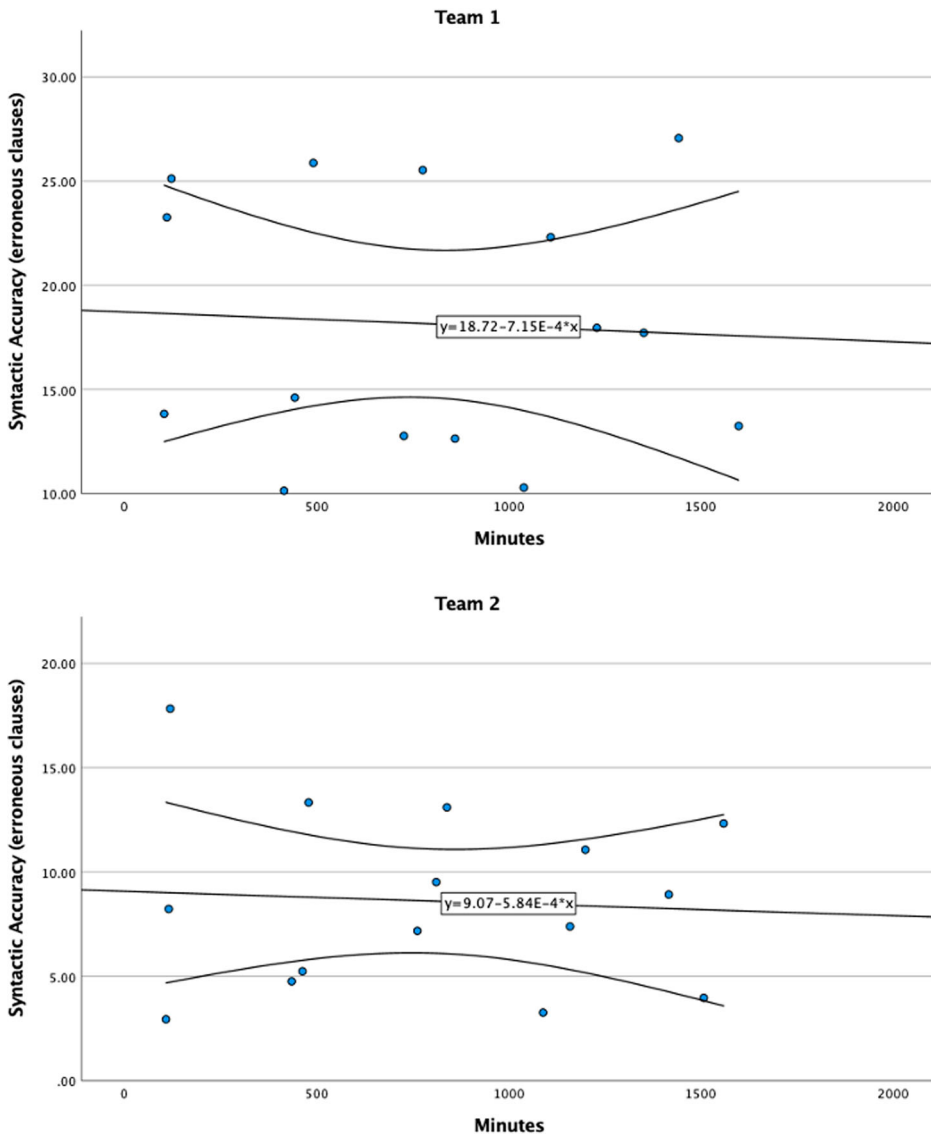 Team 1
Syntactic Accuracy (erroneous clauses)
30.00
25.00
20.00
15.00
10.00
y=18.72-7.15E-4*x
0 500 1000 1500 2000
Minutes
Team 2
Syntactic Accuracy (erroneous clauses)
20.00
15.00
10.00
5.00
.00
y=9.07-5.84E-4*x
0 500 1000 1500 2000
Minutes